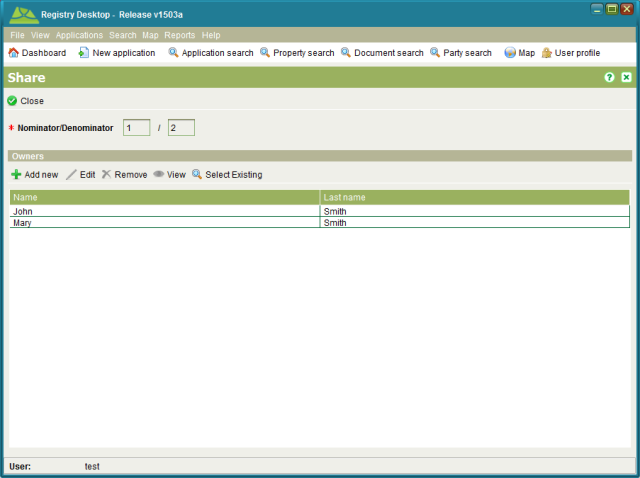 Registry Desktop - Release v1503a
File View Applications Search Map Reports Help
Dashboard New application Application search Property search Document search Party search Map User profile
Share ?
Close
* Nominator/Denominator 1 / 2
Owners
Add new Edit Remove View Select Existing
Name Last name
John Smith
Mary Smith
User: test